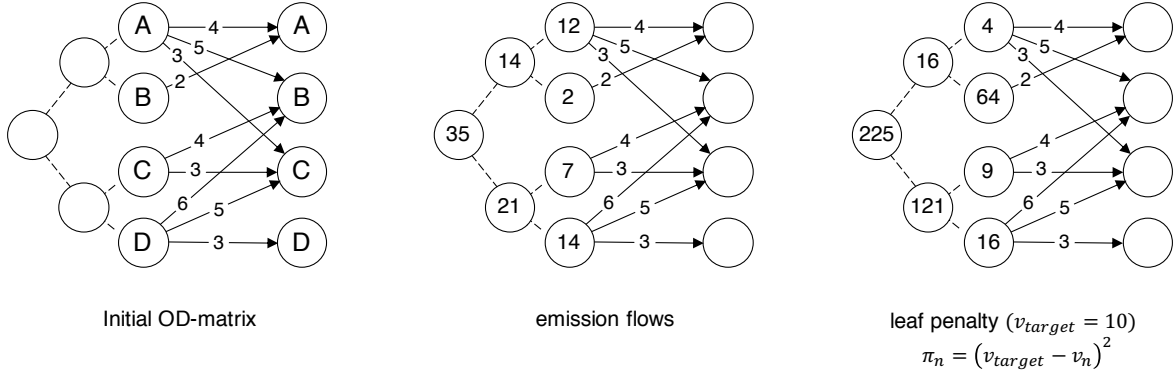 A 4 A
3 5
B 2 B
4
C 3 C
6 5
D 3 D
Initial OD-matrix
12 4
3 5
14
2 2
35
4
7 3
6 5
21
14 3
emission flows
4 4
3 5
16
64 2
225
4
9 3
6 5
121
16 3
leaf penalty (v_target = 10)
π_n = (v_target − v_n)²